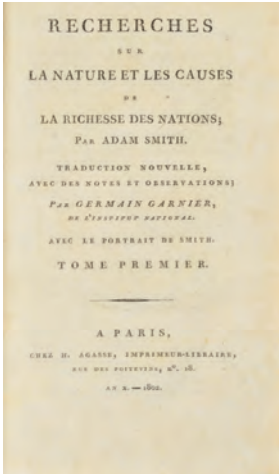 RECHERCHES
SUR
LA NATURE ET LES CAUSES
DE
LA RICHESSE DES NATIONS;
PAR ADAM SMITH.
TRADUCTION NOUVELLE,
AVEC DES NOTES ET OBSERVATIONS;
PAR GERMAIN GARNIER,
DE L'INSTITUT NATIONAL.
AVEC LE PORTRAIT DE SMITH.
TOME PREMIER.
A PARIS,
CHEZ H. AGASSE, IMPRIMEUR-LIBRAIRE,
RUE DES POITEVINS, n°. 18.
AN X. — 1802.